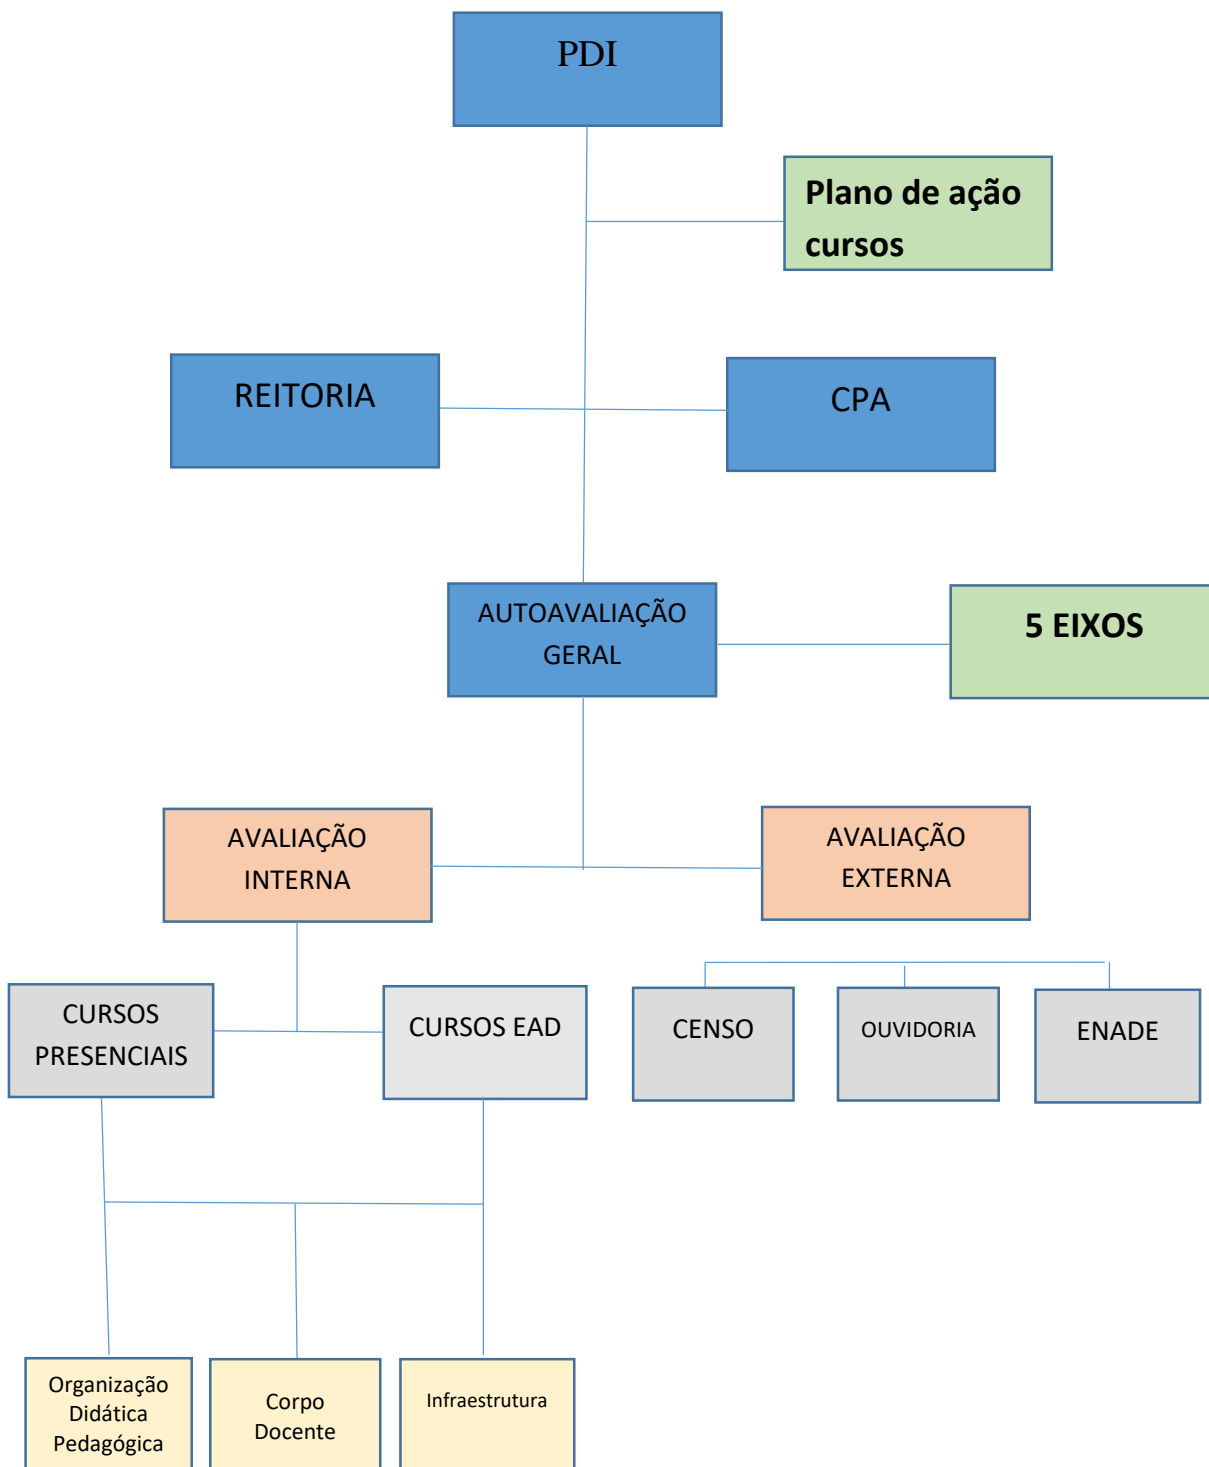 PDI
Plano de ação
cursos
REITORIA
CPA
AUTOAVALIAÇÃO
GERAL
5 EIXOS
AVALIAÇÃO
INTERNA
AVALIAÇÃO
EXTERNA
CURSOS
PRESENCIAIS
CURSOS EAD
CENSO
OUVIDORIA
ENADE
Organização
Didática
Pedagógica
Corpo
Docente
Infraestrutura